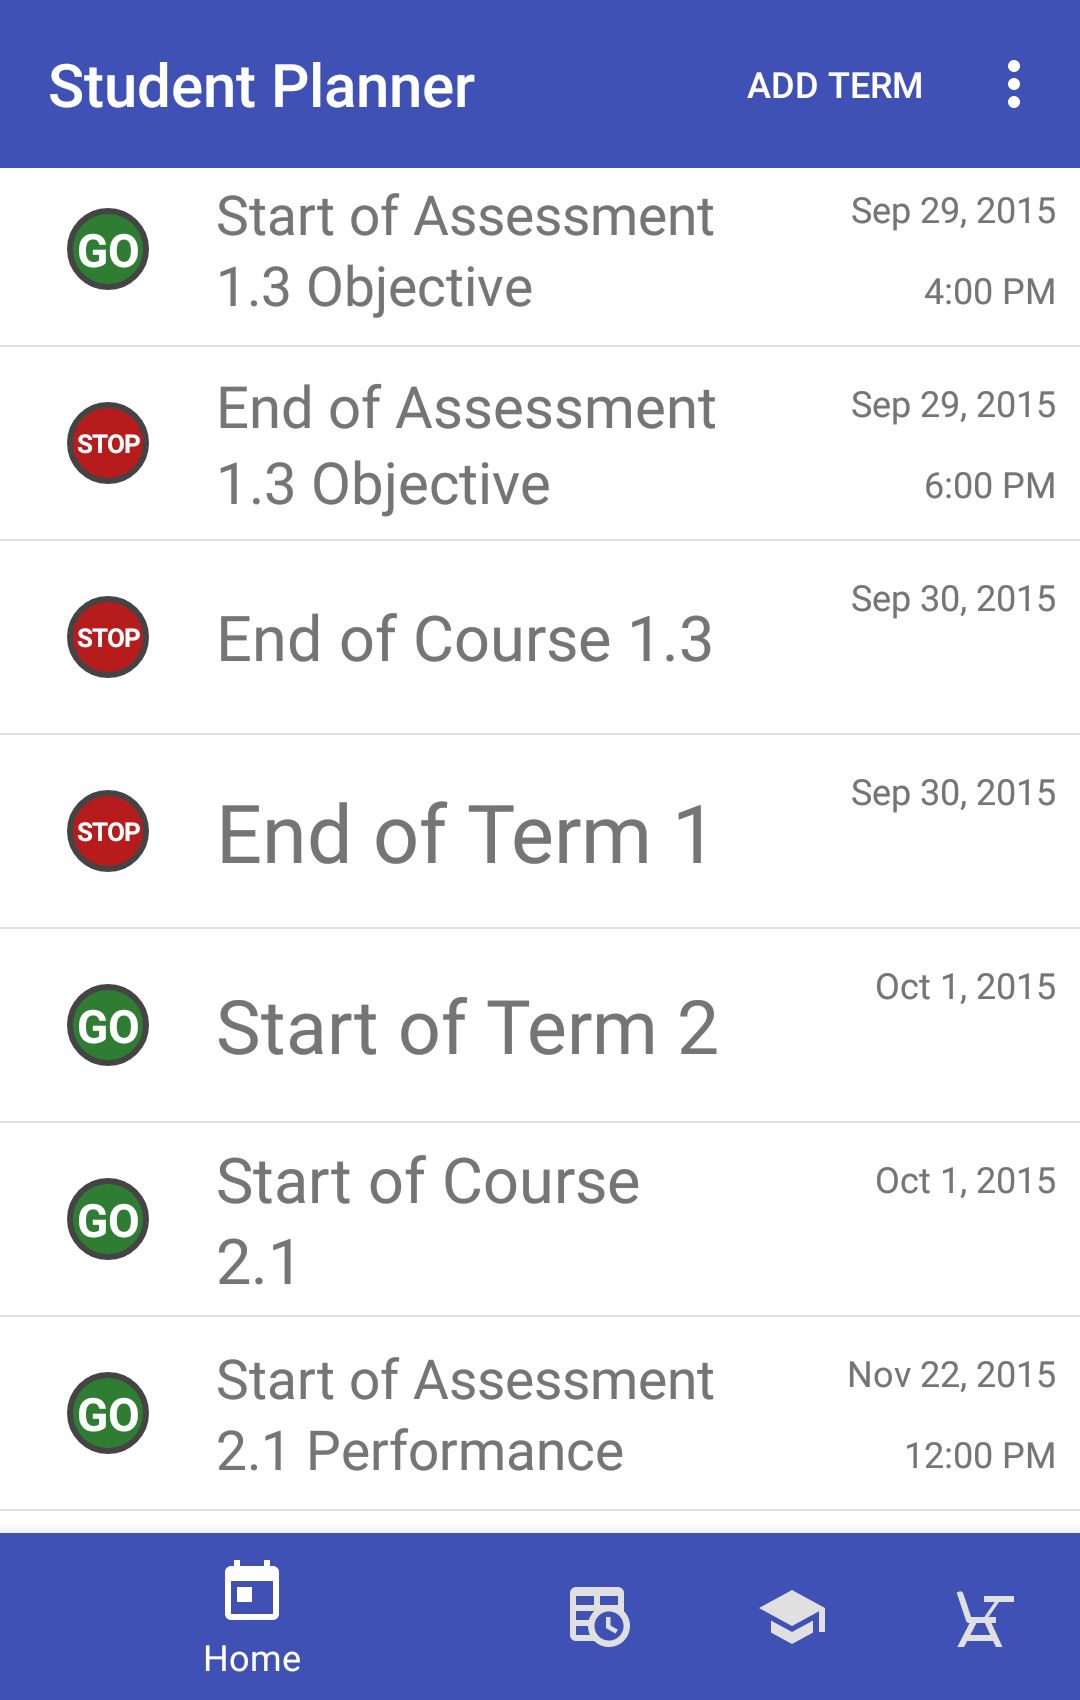 Student Planner ADD TERM
GO Start of Assessment Sep 29, 2015
1.3 Objective 4:00 PM
STOP End of Assessment Sep 29, 2015
1.3 Objective 6:00 PM
STOP End of Course 1.3 Sep 30, 2015
STOP End of Term 1 Sep 30, 2015
GO Start of Term 2 Oct 1, 2015
GO Start of Course Oct 1, 2015
2.1
GO Start of Assessment Nov 22, 2015
2.1 Performance 12:00 PM
Home